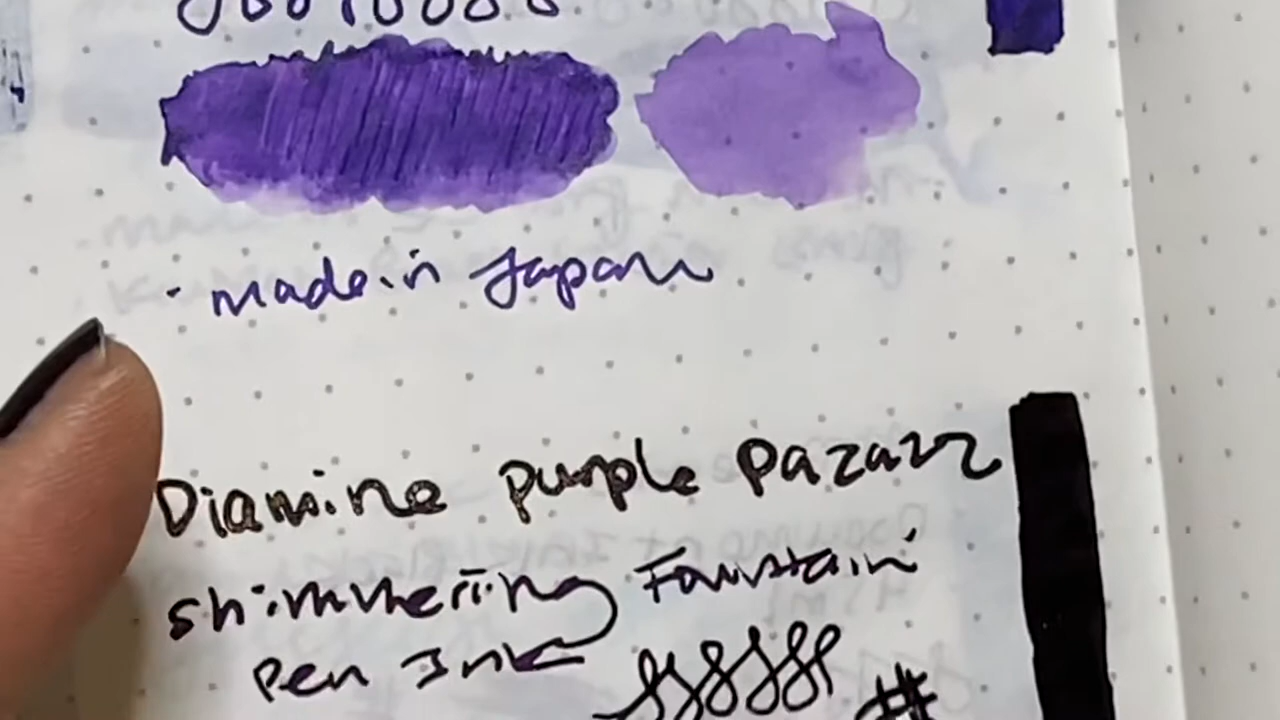 · made in Japan
Diamine purple pazazz
shimmering Fountain
Pen Ink
#